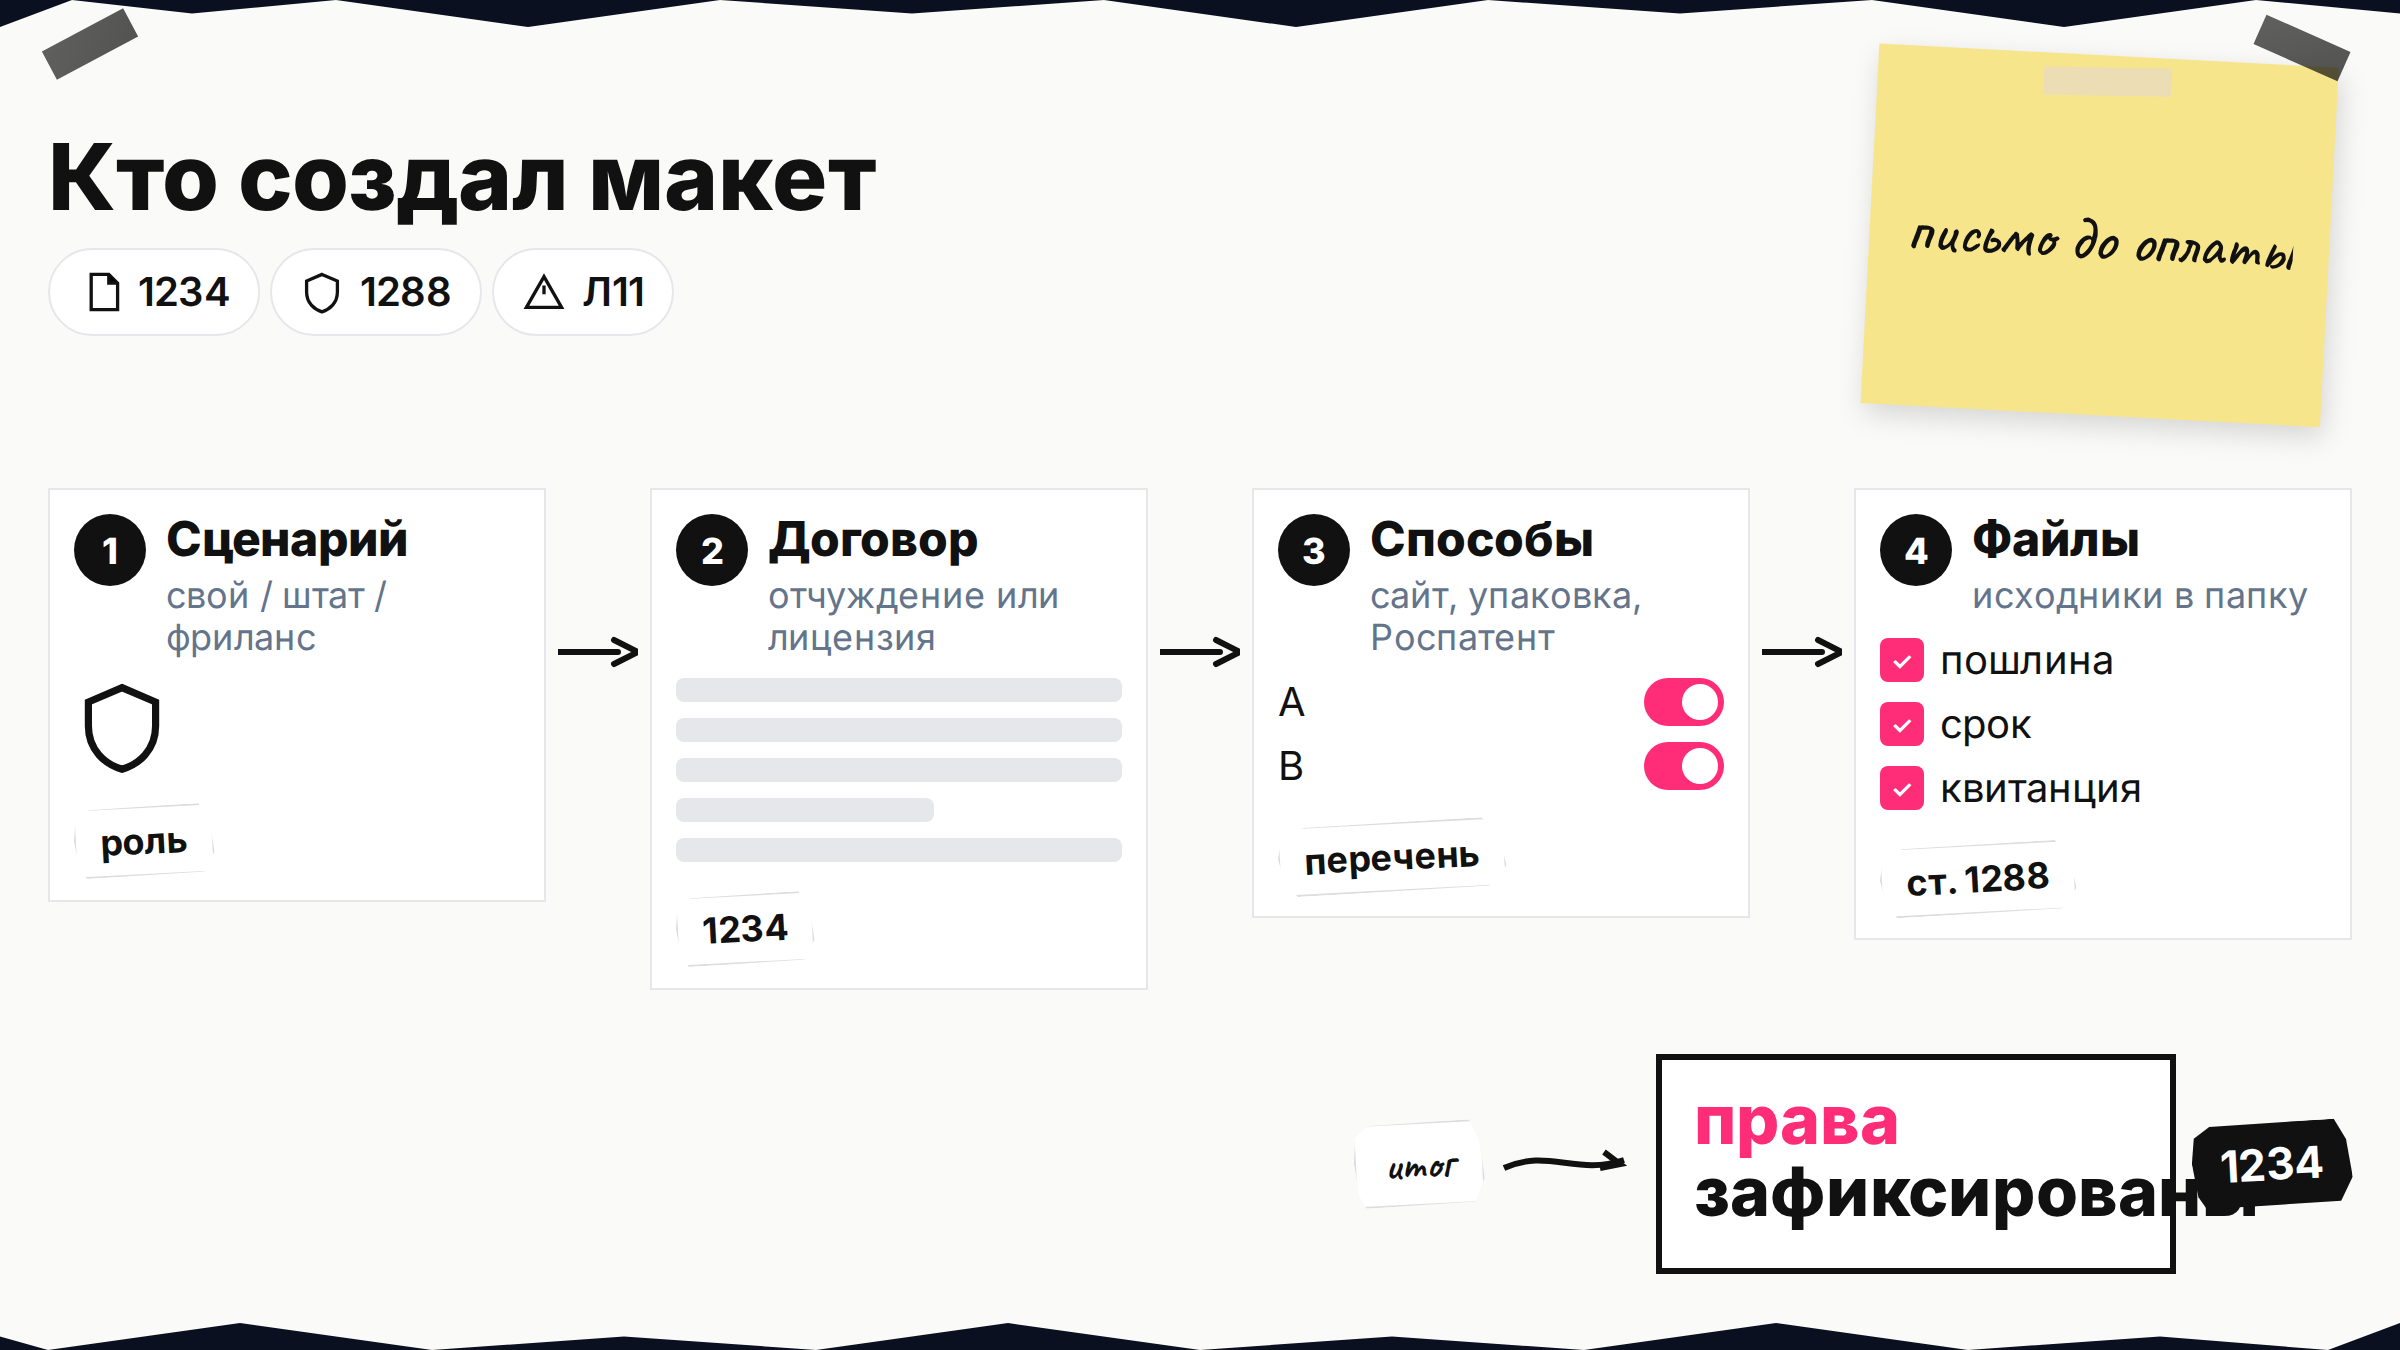 Кто создал макет
письмо до оплаты
1234
1288
Л11
1
Сценарий
свой / штат /
фриланс
роль
2
Договор
отчуждение или
лицензия
1234
3
Способы
сайт, упаковка,
Роспатент
A
B
перечень
4
Файлы
исходники в папку
пошлина
срок
квитанция
ст. 1288
итог
права
зафиксированы
1234